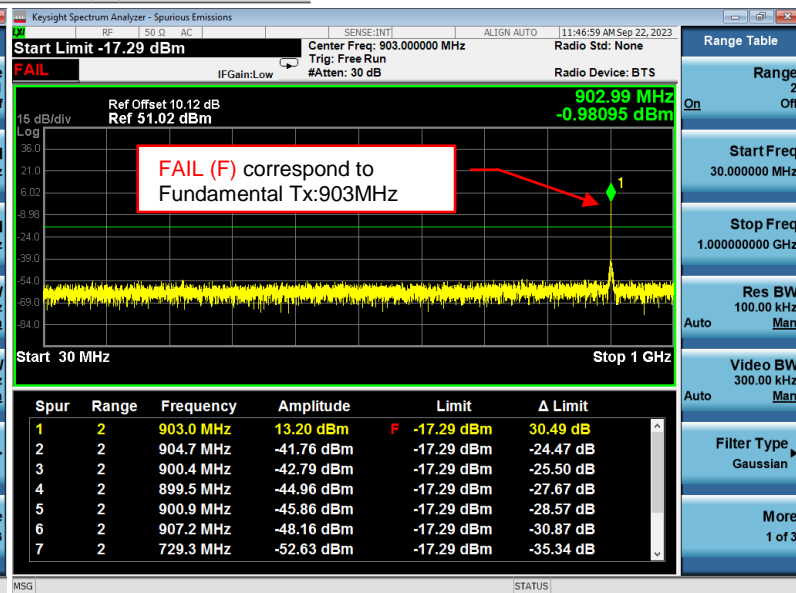 Keysight Spectrum Analyzer - Spurious Emissions
LXI RF 50 Ω AC SENSE:INT ALIGN AUTO 11:46:59 AM Sep 22, 2023
Start Limit -17.29 dBm
Center Freq: 903.000000 MHz
Radio Std: None
Trig: Free Run
FAIL
IFGain:Low
#Atten: 30 dB
Radio Device: BTS
Range Table
Range
2
On Off
Start Freq
30.000000 MHz
Stop Freq
1.000000000 GHz
Res BW
100.00 kHz
Auto Man
Video BW
300.00 kHz
Auto Man
Filter Type
Gaussian
More
1 of 3
Ref Offset 10.12 dB
902.99 MHz
15 dB/div
Ref 51.02 dBm
-0.98095 dBm
Log
36.0
21.0
6.02
-8.98
-24.0
-39.0
-54.0
-69.0
-84.0
FAIL (F) correspond to
Fundamental Tx:903MHz
1
Start 30 MHz
Stop 1 GHz
Spur Range Frequency Amplitude Limit Δ Limit
1 2 903.0 MHz 13.20 dBm F -17.29 dBm 30.49 dB
2 2 904.7 MHz -41.76 dBm -17.29 dBm -24.47 dB
3 2 900.4 MHz -42.79 dBm -17.29 dBm -25.50 dB
4 2 899.5 MHz -44.96 dBm -17.29 dBm -27.67 dB
5 2 900.9 MHz -45.86 dBm -17.29 dBm -28.57 dB
6 2 907.2 MHz -48.16 dBm -17.29 dBm -30.87 dB
7 2 729.3 MHz -52.63 dBm -17.29 dBm -35.34 dB
MSG
STATUS